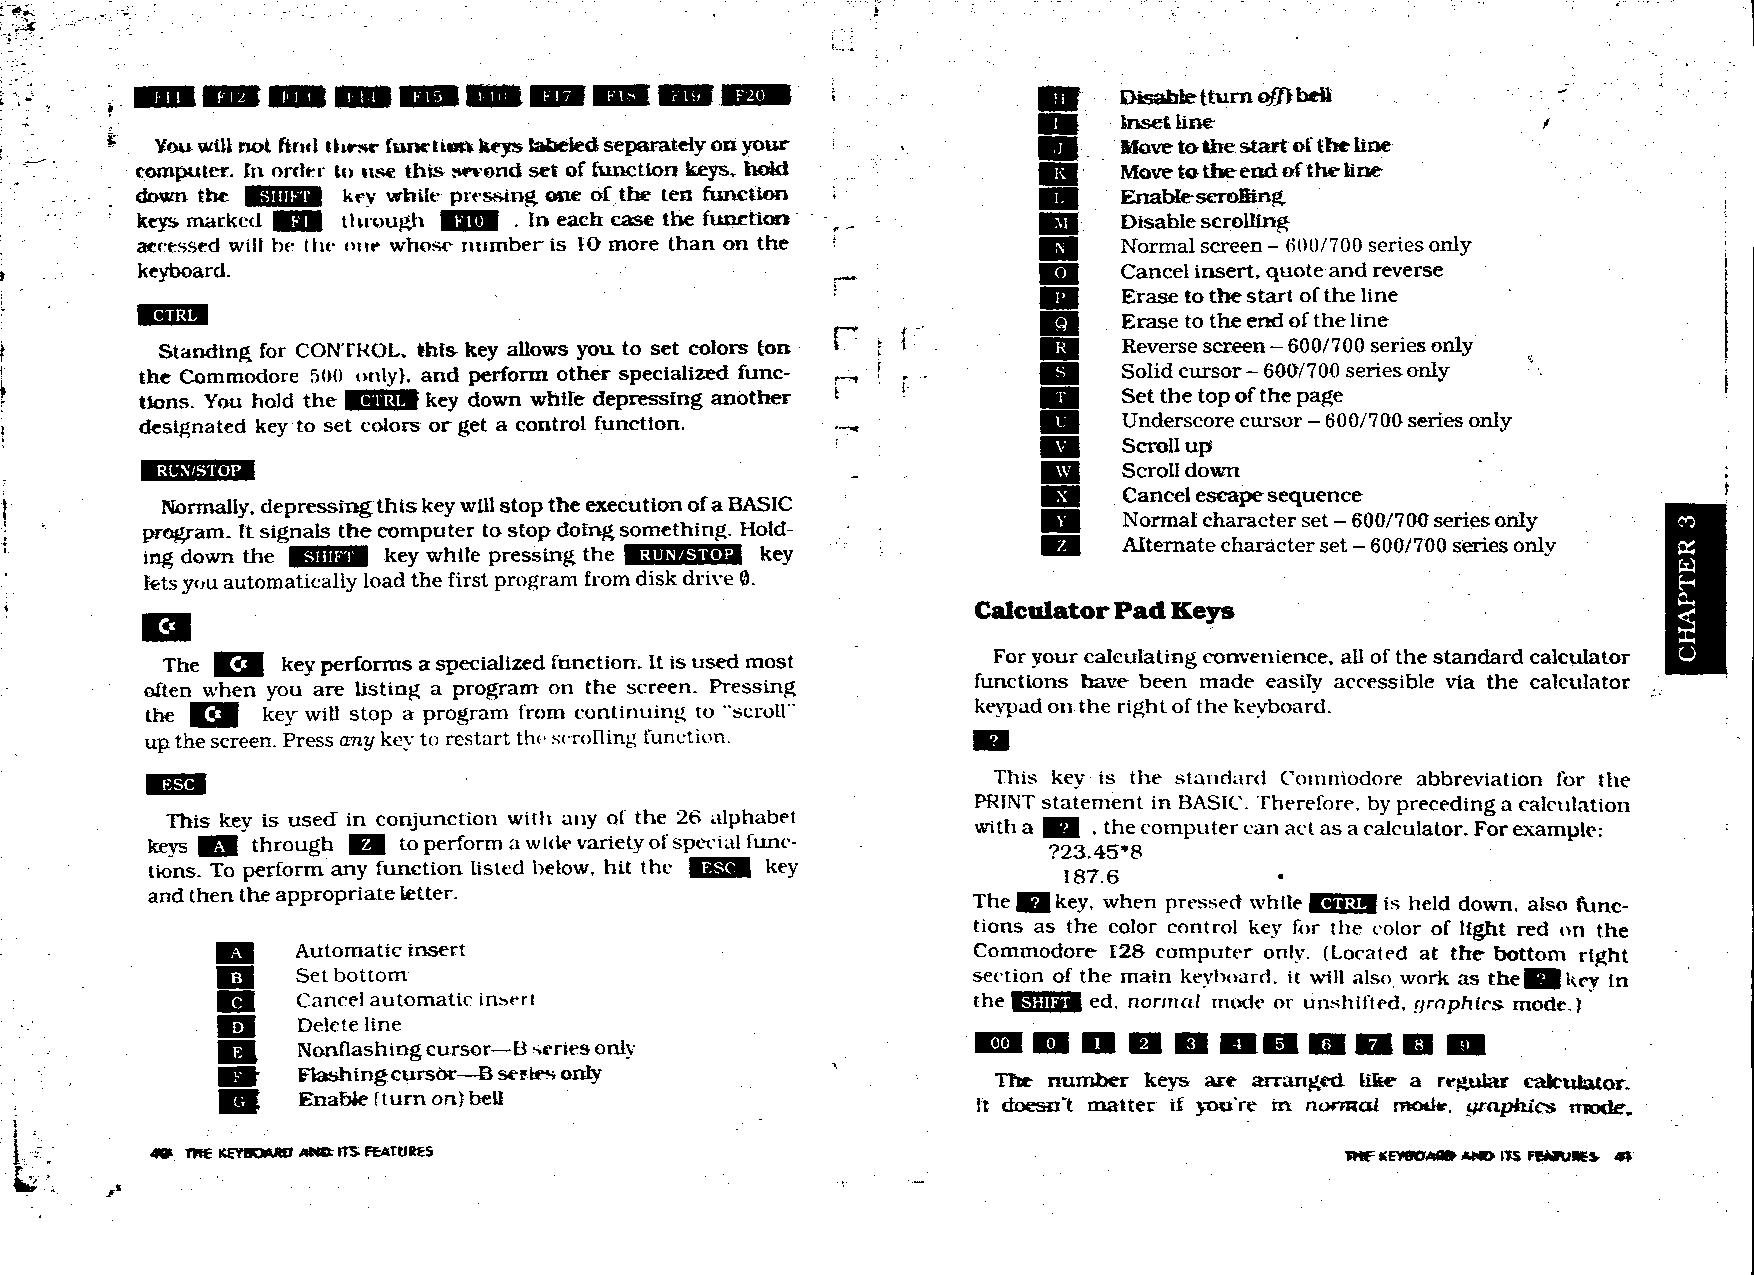 F11 F12 F13 F14 F15 F16 F17 F18 F19 F20
You will not find these function keys labeled separately on your
computer. In order to use this second set of function keys, hold
down the SHIFT key while pressing one of the ten function
keys marked F1 through F10 . In each case the function
accessed will be the one whose number is 10 more than on the
keyboard.
CTRL
Standing for CONTROL, this key allows you to set colors (on
the Commodore 500 only), and perform other specialized func-
tions. You hold the CTRL key down while depressing another
designated key to set colors or get a control function.
RUN/STOP
Normally, depressing this key will stop the execution of a BASIC
program. It signals the computer to stop doing something. Hold-
ing down the SHIFT key while pressing the RUN/STOP key
lets you automatically load the first program from disk drive 0.
C=
The C= key performs a specialized function. It is used most
often when you are listing a program on the screen. Pressing
the C= key will stop a program from continuing to "scroll"
up the screen. Press any key to restart the scrolling function.
ESC
This key is used in conjunction with any of the 26 alphabet
keys A through Z to perform a wide variety of special func-
tions. To perform any function listed below, hit the ESC key
and then the appropriate letter.
A Automatic insert
B Set bottom
C Cancel automatic insert
D Delete line
E Nonflashing cursor—B series only
F Flashing cursor—B series only
G Enable (turn on) bell
40 THE KEYBOARD AND ITS FEATURES
H Disable (turn off) bell
I Inset line
J Move to the start of the line
K Move to the end of the line
L Enable scrolling
M Disable scrolling
N Normal screen – 600/700 series only
O Cancel insert, quote and reverse
P Erase to the start of the line
Q Erase to the end of the line
R Reverse screen – 600/700 series only
S Solid cursor – 600/700 series only
T Set the top of the page
U Underscore cursor – 600/700 series only
V Scroll up
W Scroll down
X Cancel escape sequence
Y Normal character set – 600/700 series only
Z Alternate character set – 600/700 series only
Calculator Pad Keys
For your calculating convenience, all of the standard calculator
functions have been made easily accessible via the calculator
keypad on the right of the keyboard.
?
This key is the standard Commodore abbreviation for the
PRINT statement in BASIC. Therefore, by preceding a calculation
with a ? , the computer can act as a calculator. For example:
?23.45*8
187.6
The ? key, when pressed while CTRL is held down, also func-
tions as the color control key for the color of light red on the
Commodore 128 computer only. (Located at the bottom right
section of the main keyboard, it will also work as the ? key in
the SHIFT ed, normal mode or unshifted, graphics mode.)
00 0 1 2 3 4 5 6 7 8 9
The number keys are arranged like a regular calculator.
It doesn't matter if you're in normal mode, graphics mode,
THE KEYBOARD AND ITS FEATURES 41
CHAPTER 3